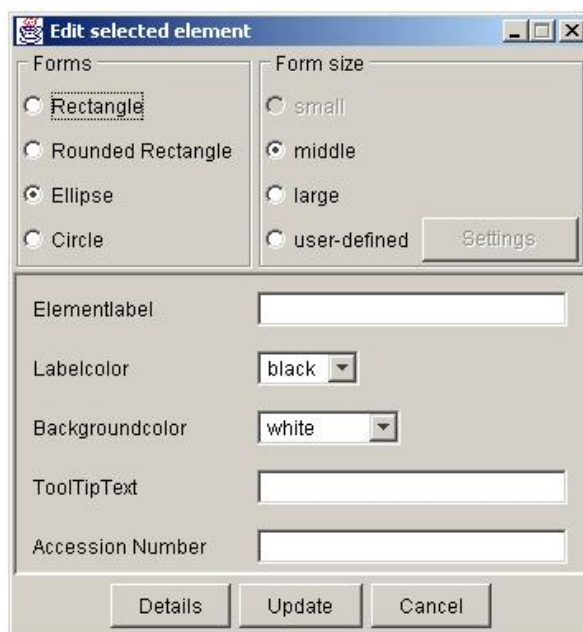 Edit selected element
Forms
Rectangle
Rounded Rectangle
Ellipse
Circle
Form size
small
middle
large
user-defined Settings
Elementlabel
Labelcolor black
Backgroundcolor white
ToolTipText
Accession Number
Details Update Cancel